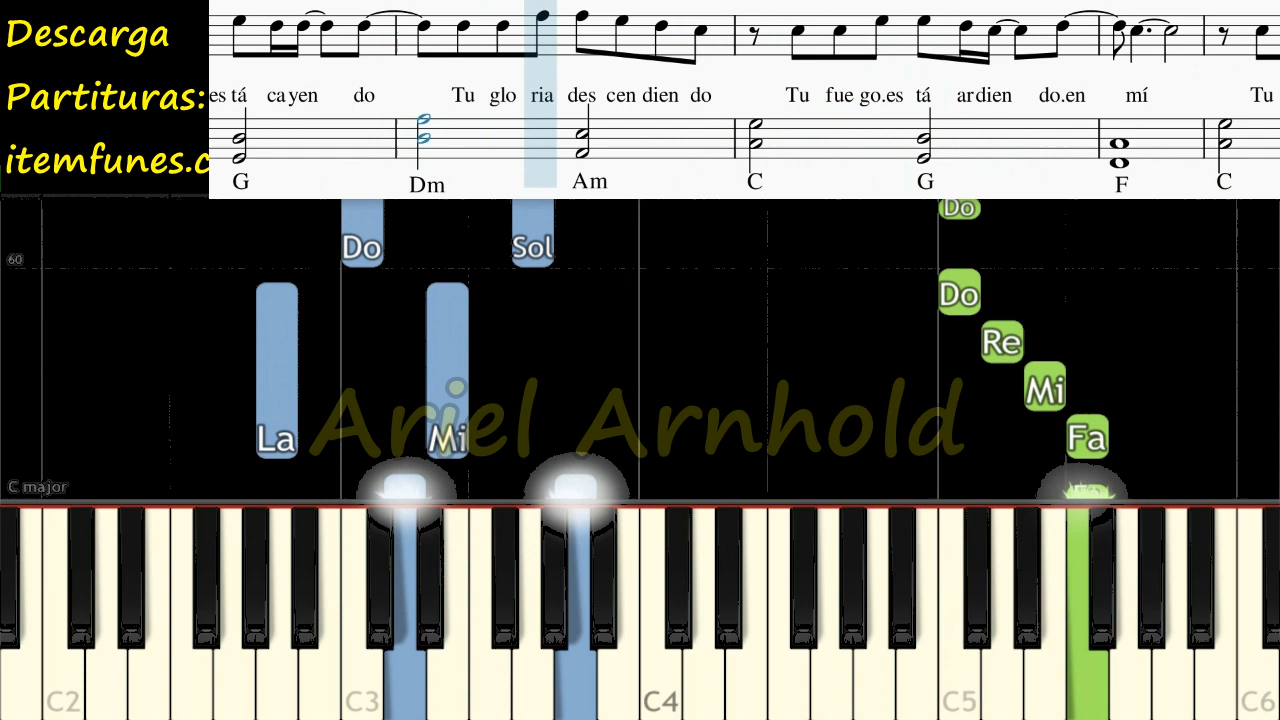 Descarga
Partituras:
itemfunes.c
es tá ca yen do Tu glo ria des cen dien do Tu fue go.es tá ar dien do.en mí Tu
G Dm Am C G F C
Do Sol Do
60
Do
Re
Mi
Ariel Arnhold
La Mi Fa
C major
C2 C3 C4 C5 C6